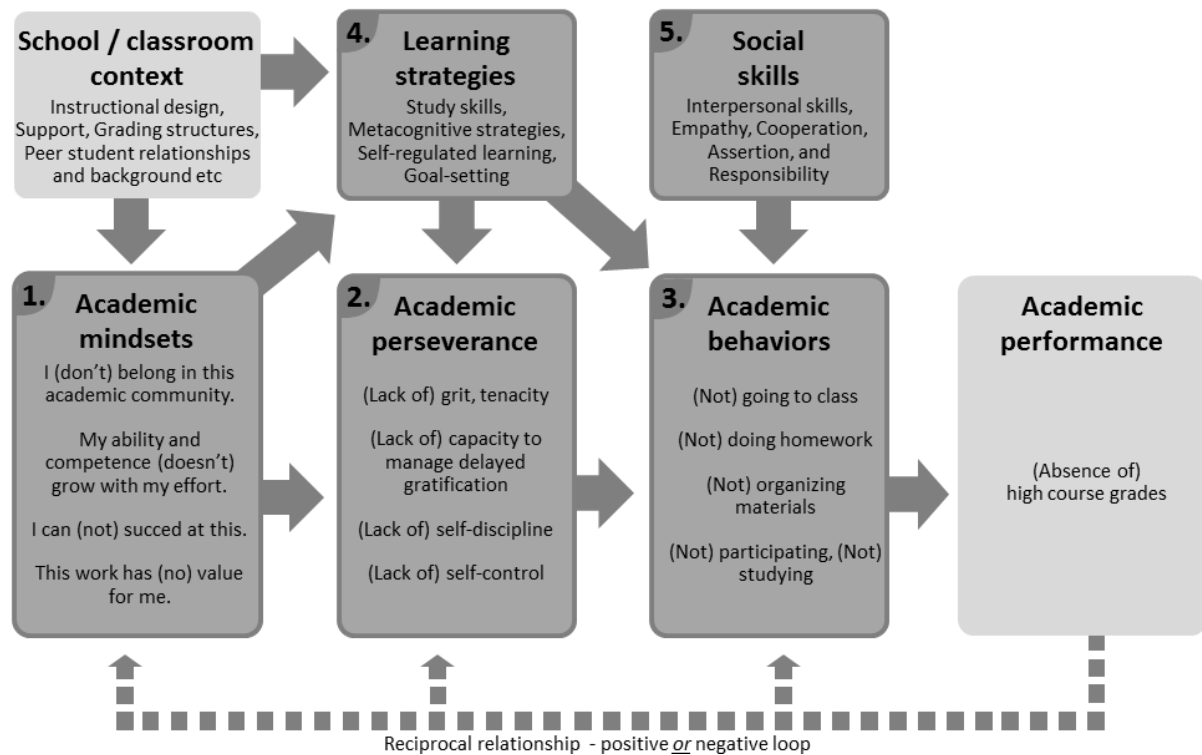 School / classroom
context
Instructional design,
Support, Grading structures,
Peer student relationships
and background etc
4.
Learning
strategies
Study skills,
Metacognitive strategies,
Self-regulated learning,
Goal-setting
5.
Social
skills
Interpersonal skills,
Empathy, Cooperation,
Assertion, and
Responsibility
1.
Academic
mindsets
I (don't) belong in this
academic community.
My ability and
competence (doesn't)
grow with my effort.
I can (not) succed at this.
This work has (no) value
for me.
2.
Academic
perseverance
(Lack of) grit, tenacity
(Lack of) capacity to
manage delayed
gratification
(Lack of) self-discipline
(Lack of) self-control
3.
Academic
behaviors
(Not) going to class
(Not) doing homework
(Not) organizing
materials
(Not) participating, (Not)
studying
Academic
performance
(Absence of)
high course grades
Reciprocal relationship - positive or negative loop